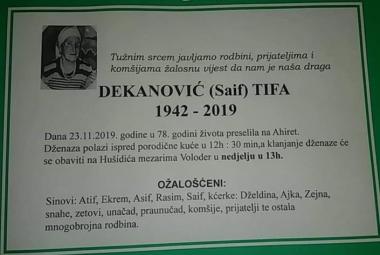 Tužnim srcem javljamo rodbini, prijateljima i
komšijama žalosnu vijest da nam je naša draga
DEKANOVIĆ (Saif) TIFA
1942 - 2019
Dana 23.11.2019. godine u 78. godini života preselila na Ahiret.
Dženaza polazi ispred porodične kuće u 12h : 30 min,a klanjanje dženaze će
se obaviti na Hušidića mezarima Voloder u nedjelju u 13h.
OŽALOŠĆENI:
Sinovi: Atif, Ekrem, Asif, Rasim, Saif, kćerke: Dželdina, Ajka, Zejna,
snahe, zetovi, unačad, praunučad, komšije, prijatelji te ostala
mnogobrojna rodbina.